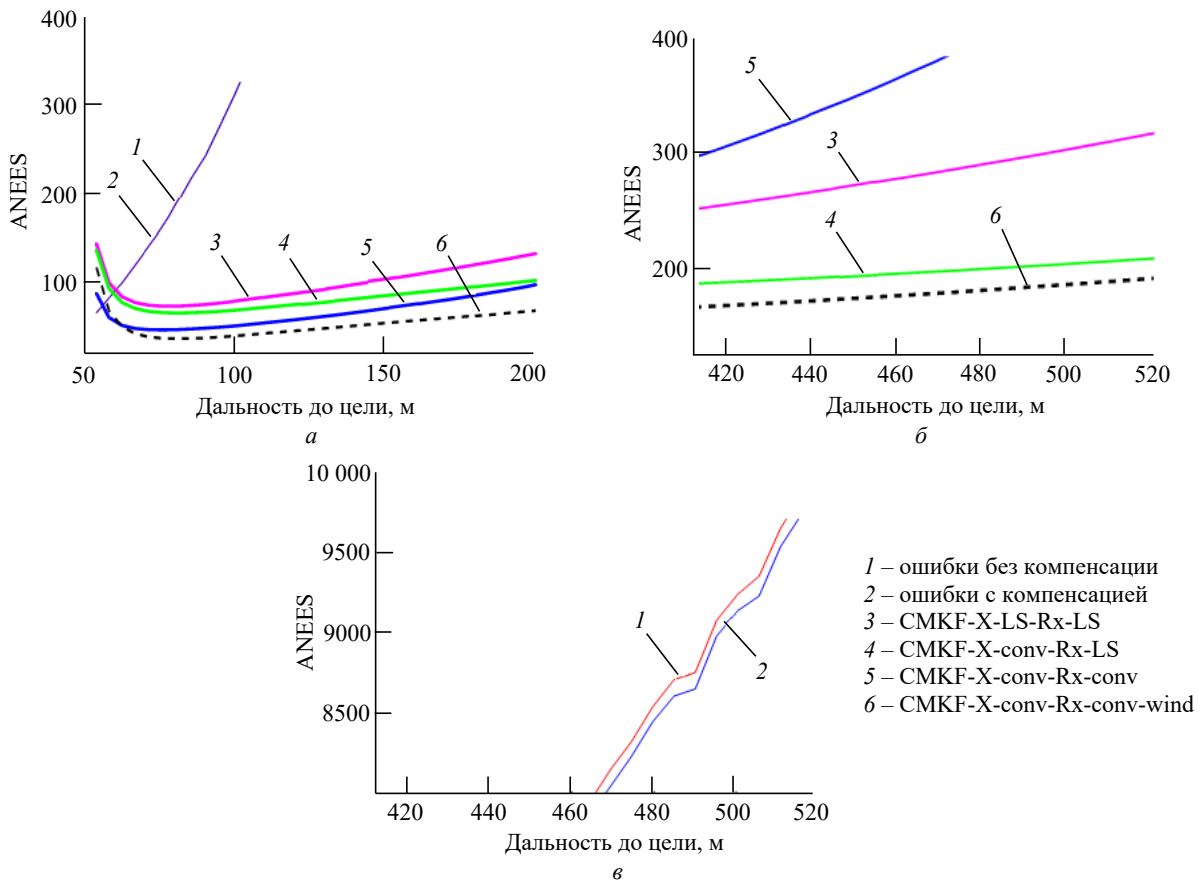 400
300
200
100
ANEES
1
2
3
4
5
6
50
100
150
200
Дальность до цели, м
а
400
300
200
ANEES
5
3
4
6
420
440
460
480
500
520
Дальность до цели, м
б
10 000
9500
9000
8500
ANEES
1
2
420
440
460
480
500
520
Дальность до цели, м
в
1 – ошибки без компенсации
2 – ошибки с компенсацией
3 – CMKF-X-LS-Rx-LS
4 – CMKF-X-conv-Rx-LS
5 – CMKF-X-conv-Rx-conv
6 – CMKF-X-conv-Rx-conv-wind